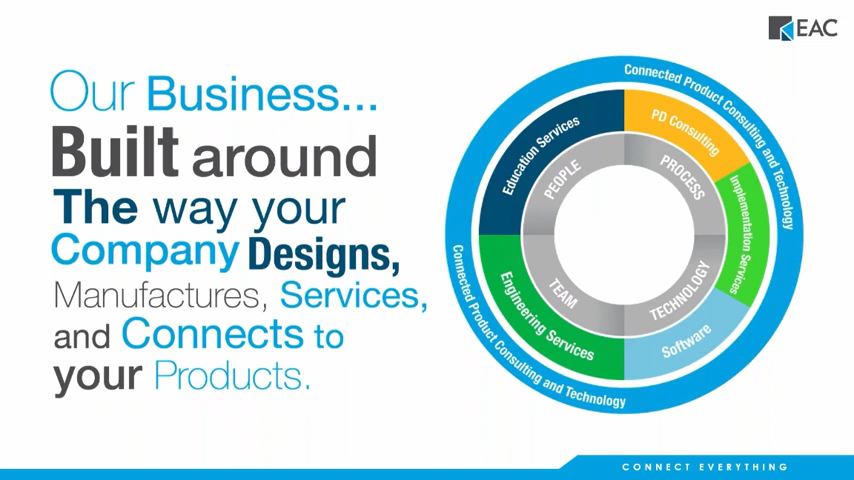 EAC
Our Business...
Built around
The way your
Company Designs,
Manufactures, Services,
and Connects to
your Products.
Connected Product Consulting and Technology
Education Services
PD Consulting
PEOPLE
PROCESS
Implementation Services
TEAM
TECHNOLOGY
Engineering Services
Software
Connected Product Consulting and Technology
CONNECT EVERYTHING